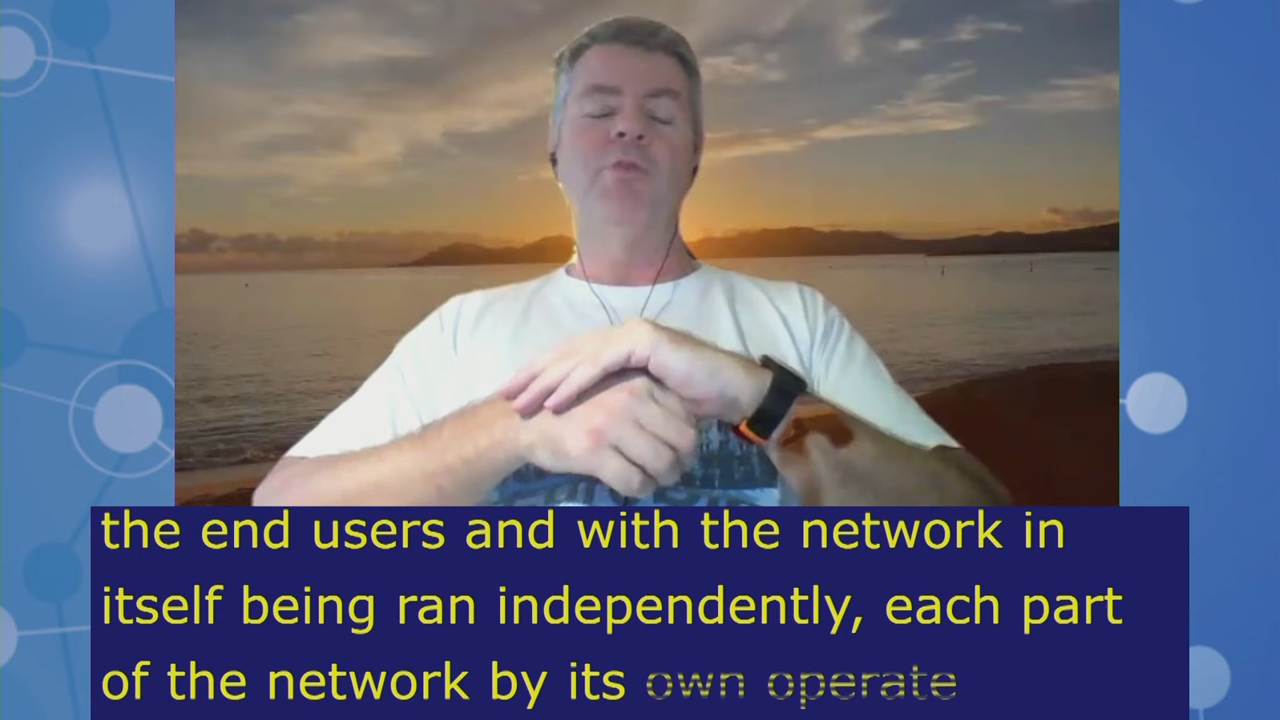 the end users and with the network in
itself being ran independently, each part
of the network by its own operate